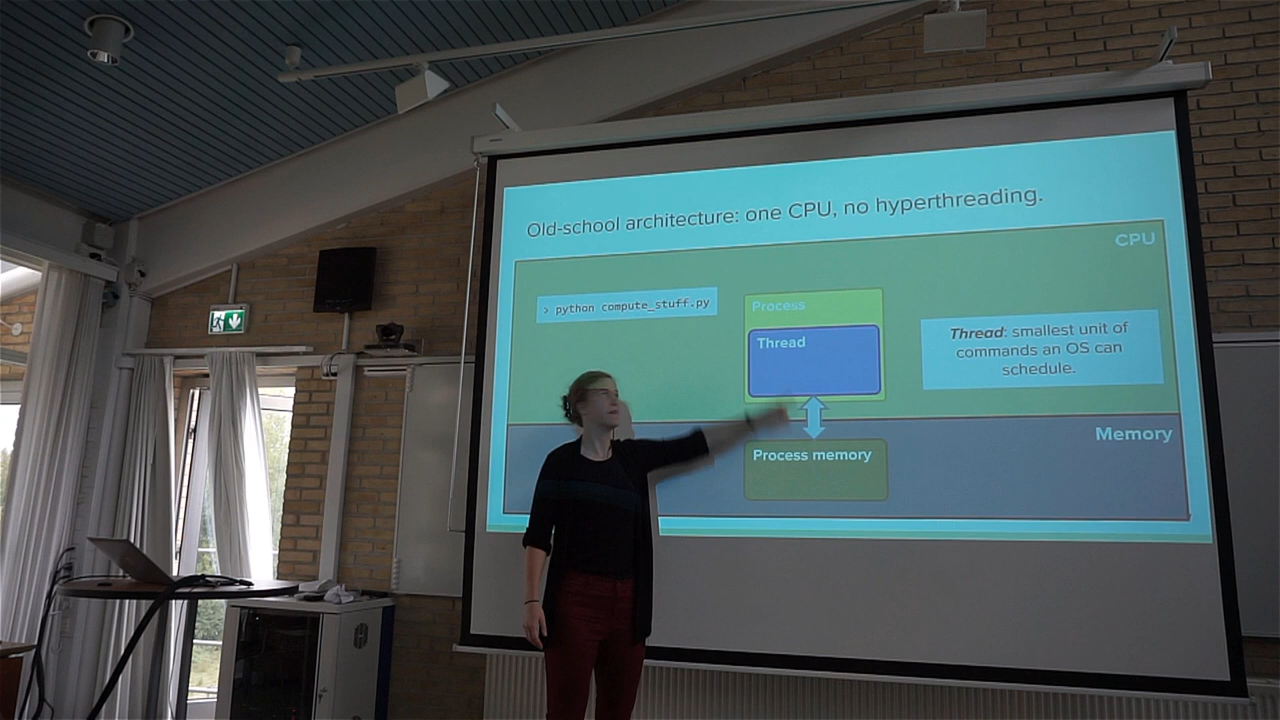 Old-school architecture: one CPU, no hyperthreading.
CPU
> python compute_stuff.py
Process
Thread
Thread: smallest unit of
commands an OS can
schedule.
Memory
Process memory